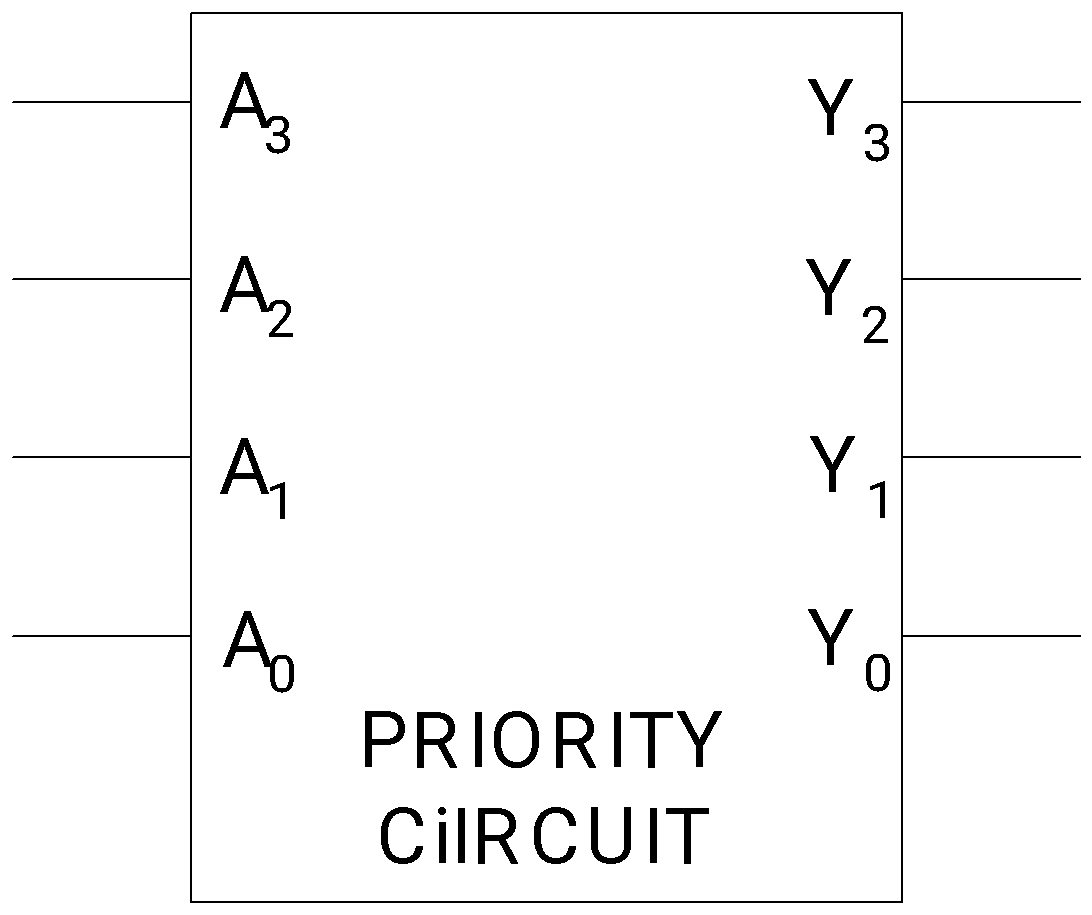 A3 Y3
A2 Y2
A1 Y1
A0 Y0
PRIORITY
CiIRCUIT